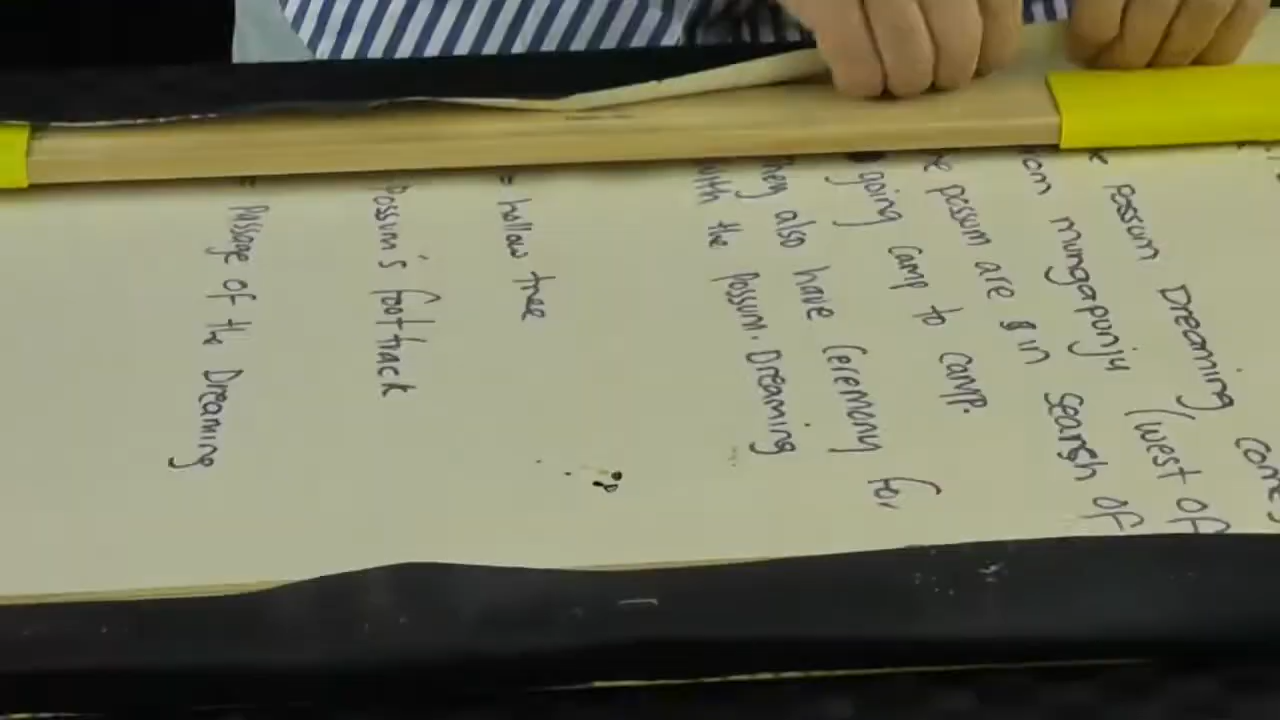 possum Dreaming comes
mungapunju (west of
possum are in search of
going camp to camp.
also have ceremony for
with the possum. Dreaming
= hollow tree
Possum's foot track
= Passage of the Dreaming